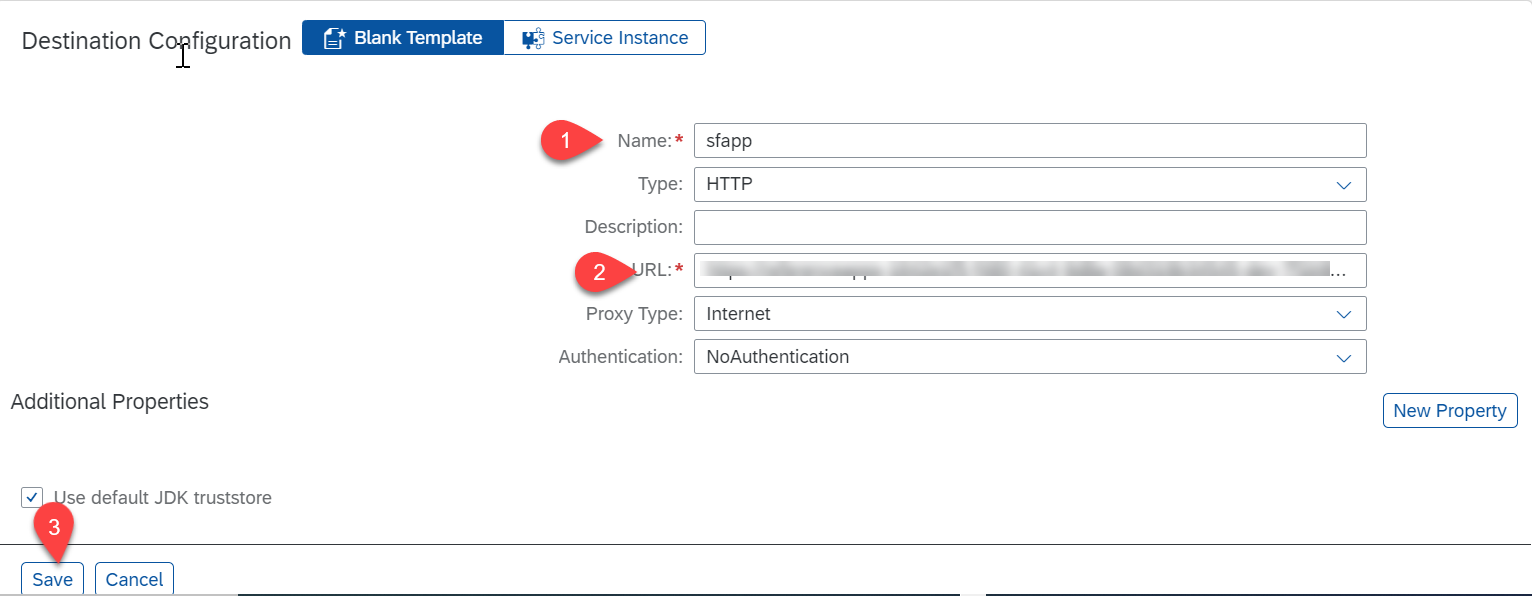 Destination Configuration Blank Template Service Instance
1 Name:* sfapp
Type: HTTP
Description:
2 URL:* ...
Proxy Type: Internet
Authentication: NoAuthentication
Additional Properties
New Property
Use default JDK truststore
3
Save Cancel